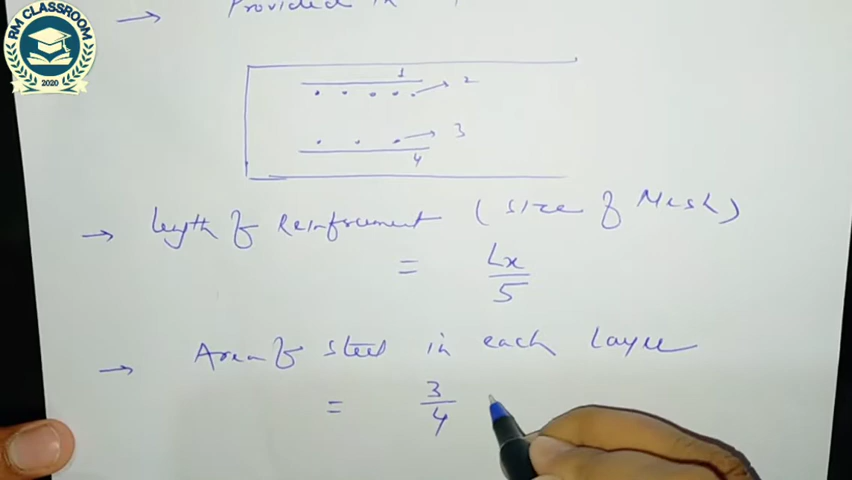 RM CLASSROOM
2020
→ Provided in
1
2
3
4
→ Length of Reinforcement (Size of Mesh)
= Lx/5
→ Area of steel in each Layer
= 3/4